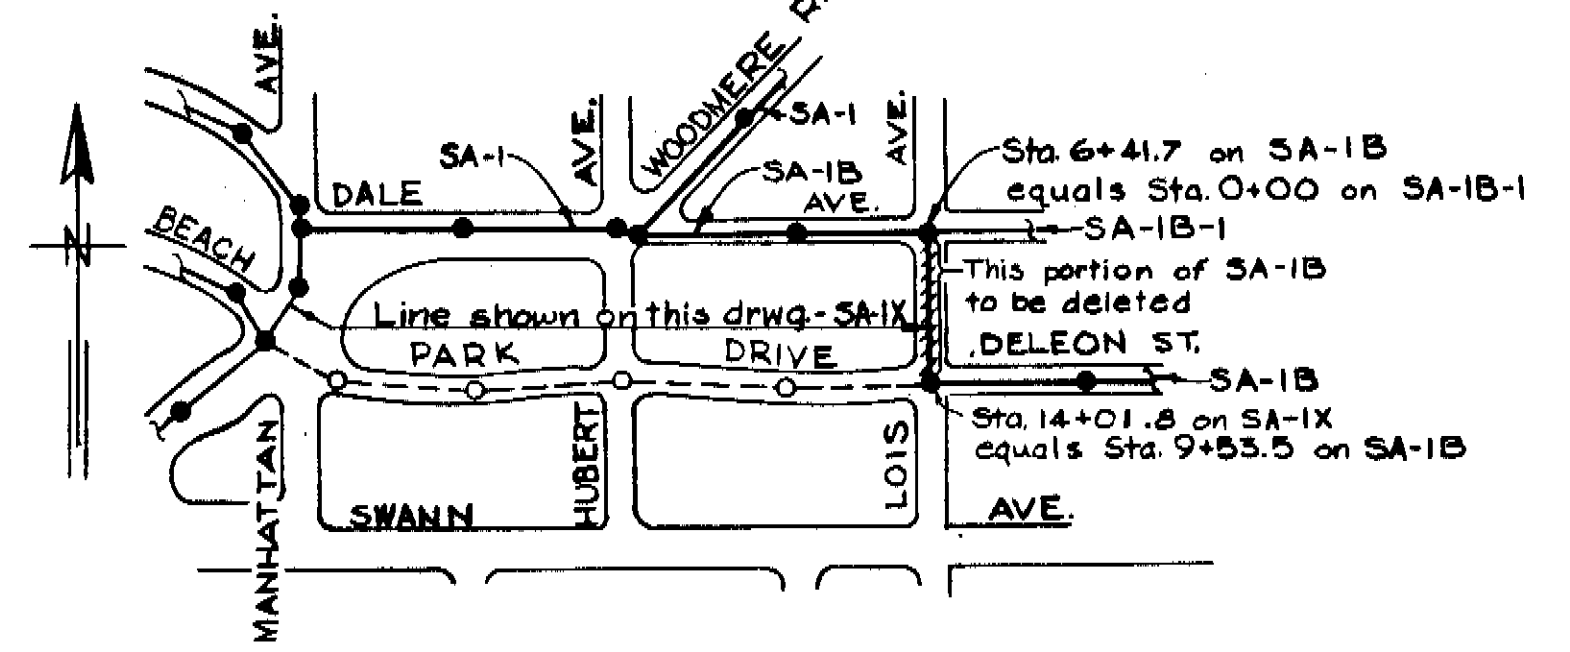 AVE.
AVE.
WOODMERE
SA-1
AVE.
Sta. 6+41.7 on SA-1B
equals Sta. 0+00 on SA-1B-1
SA-1
SA-1B
DALE
AVE.
BEACH
N
SA-1B-1
This portion of SA-1B
to be deleted
Line shown on this drwg.- SA-1X
PARK
DRIVE
DELEON ST.
SA-1B
Sta. 14+01.8 on SA-1X
equals Sta. 9+53.5 on SA-1B
MANHATTAN
HUBERT
LOIS
SWANN
AVE.